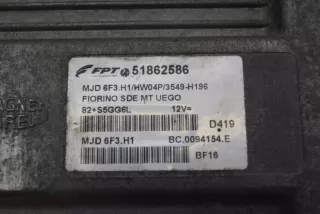 FPT 51862586
MJD 6F3.H1/HW04P/3549-H196
FIORINO SDE MT UEGO
82+S5GG6L 12V=
D419
MJD 6F3.H1 BC.0094154.E
BF16